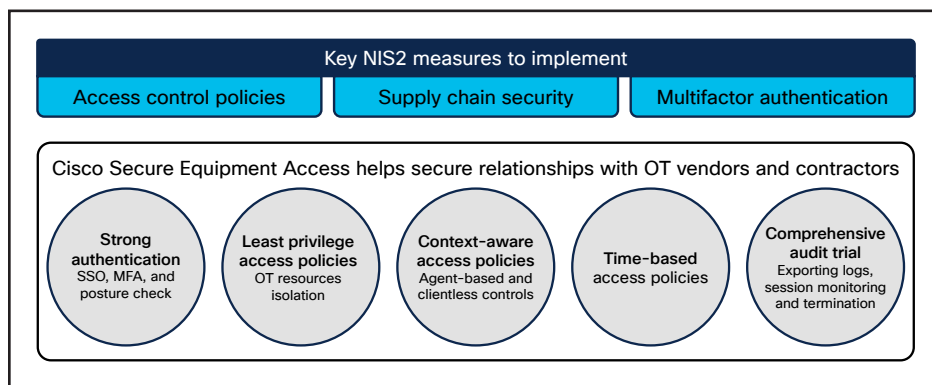 Key NIS2 measures to implement
Access control policies
Supply chain security
Multifactor authentication
Cisco Secure Equipment Access helps secure relationships with OT vendors and contractors
Strong
authentication
SSO, MFA, and
posture check
Least privilege
access policies
OT resources
isolation
Context-aware
access policies
Agent-based and
clientless controls
Time-based
access policies
Comprehensive
audit trial
Exporting logs,
session monitoring
and termination